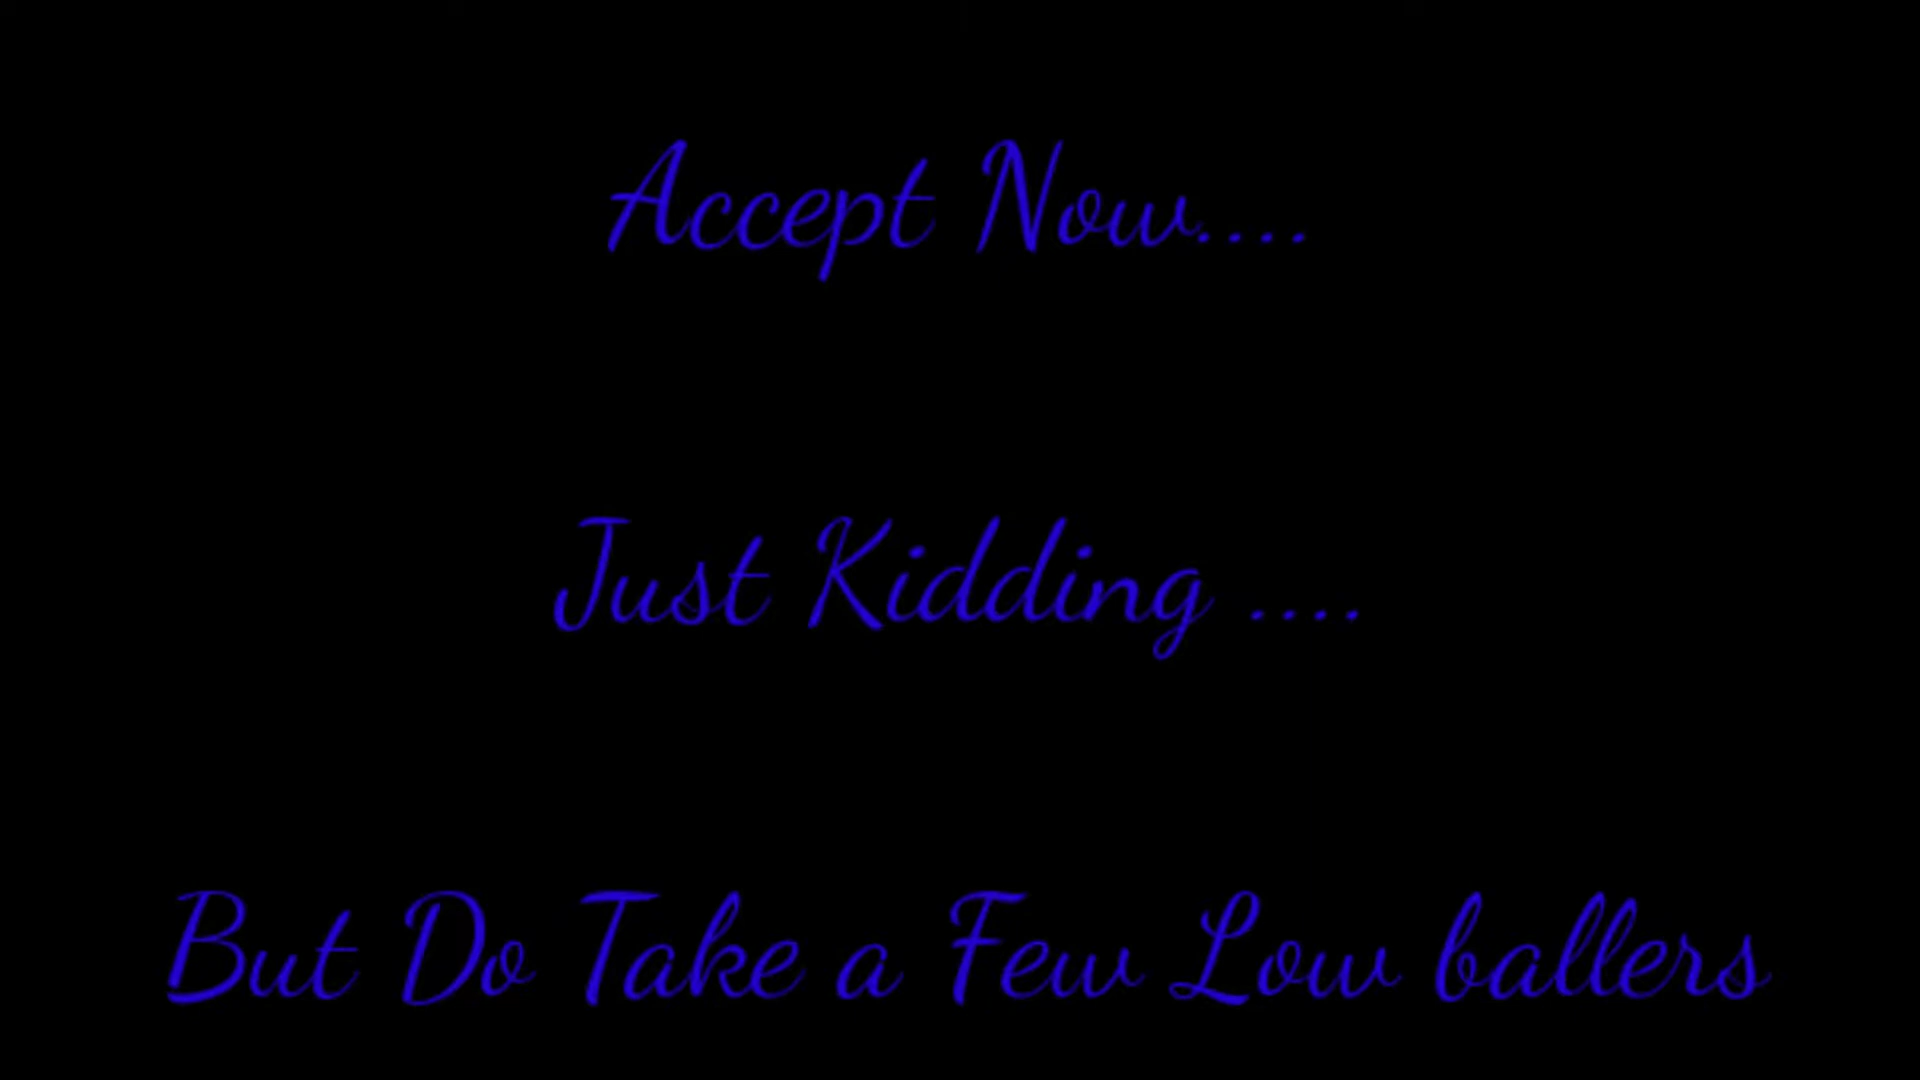 Accept Now....
Just Kidding ....
But Do Take a Few Low ballers